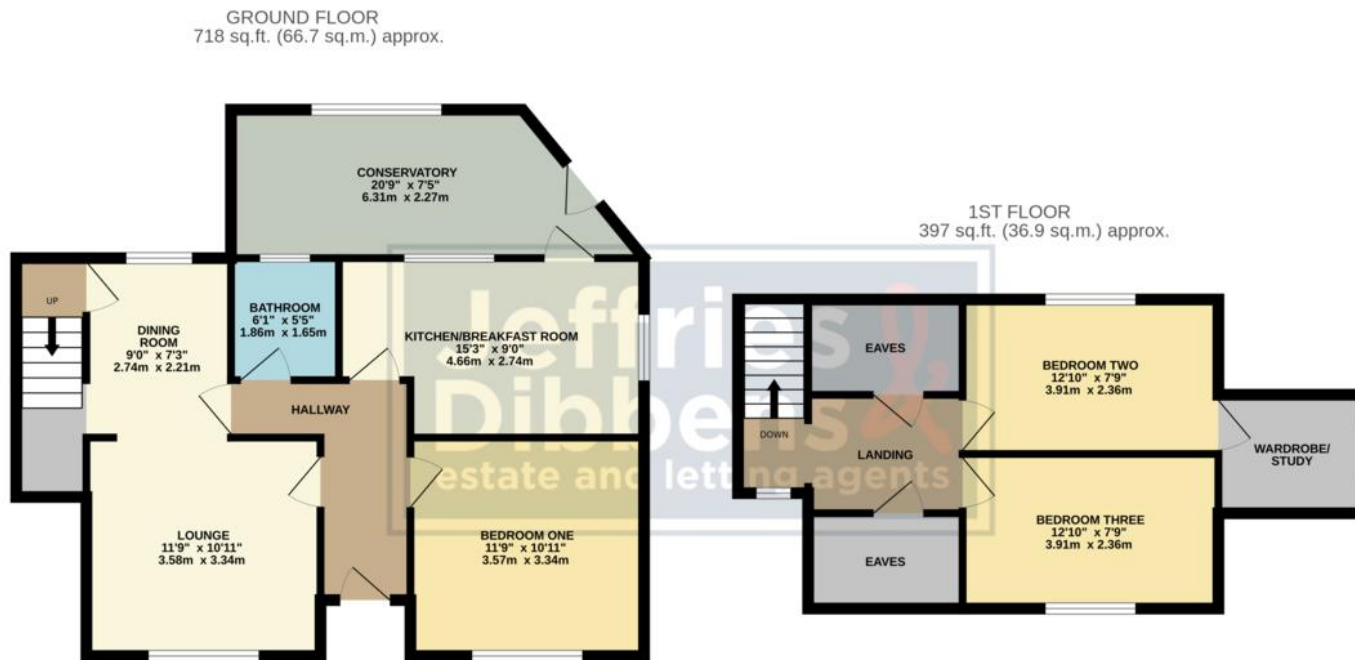 GROUND FLOOR
718 sq.ft. (66.7 sq.m.) approx.
CONSERVATORY
20'9" x 7'5"
6.31m x 2.27m
UP
DINING
ROOM
9'0" x 7'3"
2.74m x 2.21m
BATHROOM
6'1" x 5'5"
1.86m x 1.65m
KITCHEN/BREAKFAST ROOM
15'3" x 9'0"
4.66m x 2.74m
HALLWAY
LOUNGE
11'9" x 10'11"
3.58m x 3.34m
BEDROOM ONE
11'9" x 10'11"
3.57m x 3.34m
1ST FLOOR
397 sq.ft. (36.9 sq.m.) approx.
EAVES
BEDROOM TWO
12'10" x 7'9"
3.91m x 2.36m
DOWN
LANDING
WARDROBE/
STUDY
BEDROOM THREE
12'10" x 7'9"
3.91m x 2.36m
EAVES
Jeffries
Dibbens
estate and letting agents